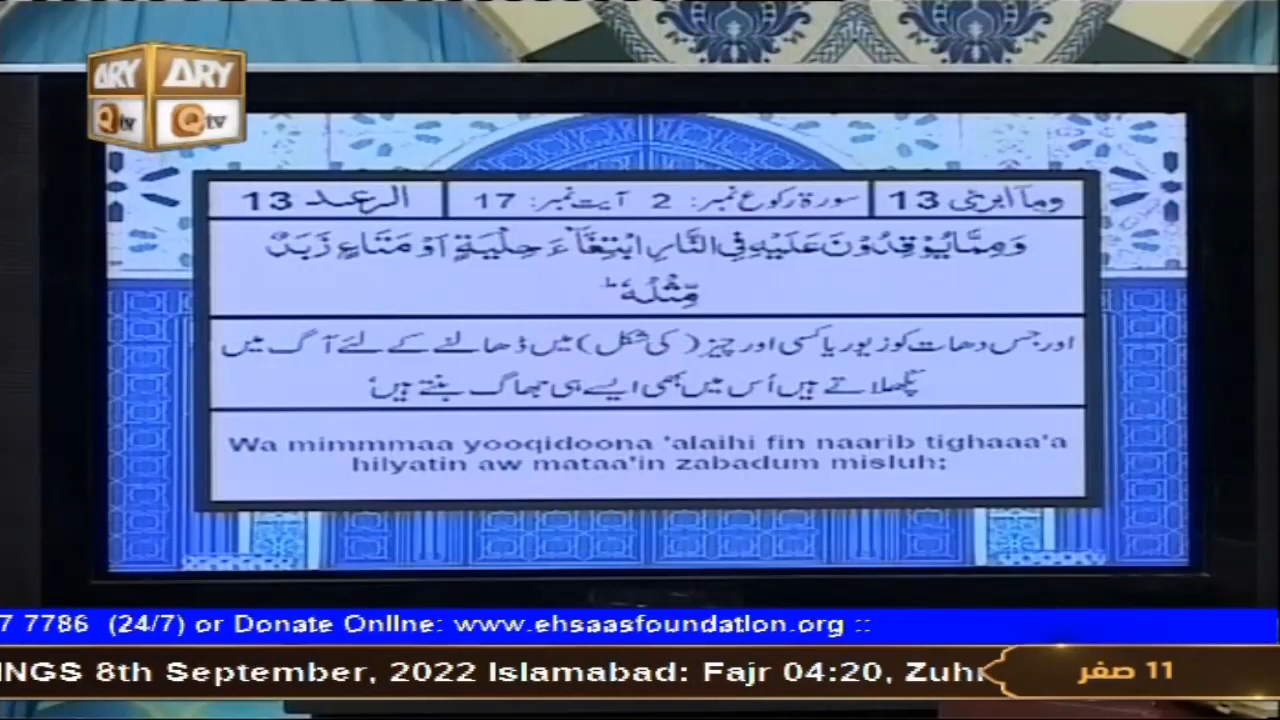 ARY ARY
Qtv Qtv
وما ابرئ 13
سورۃ رکوع نمبر: 2 آیت نمبر: 17
الرعد 13
وَمِمَّا يُوْقِدُوْنَ عَلَيْهِ فِى النَّارِ ابْتِغَآءَ حِلْيَةٍ اَوْ مَتَاعٍ زَبَدٌ
مِّثْلُهٗ ؕ
اور جس دھات کو زیور یا کسی اور چیز (کی شکل) میں ڈھالنے کے لئے آگ میں
پگھلاتے ہیں اُس میں بھی ایسے ہی جھاگ بنتے ہیں'
Wa mimmmaa yooqidoona 'alaihi fin naarib tighaaa'a
hilyatin aw mataa'in zabadum misluh;
7 7786 (24/7) or Donate Online: www.ehsaasfoundation.org ::
INGS 8th September, 2022 Islamabad: Fajr 04:20, Zuhr
11 صفر